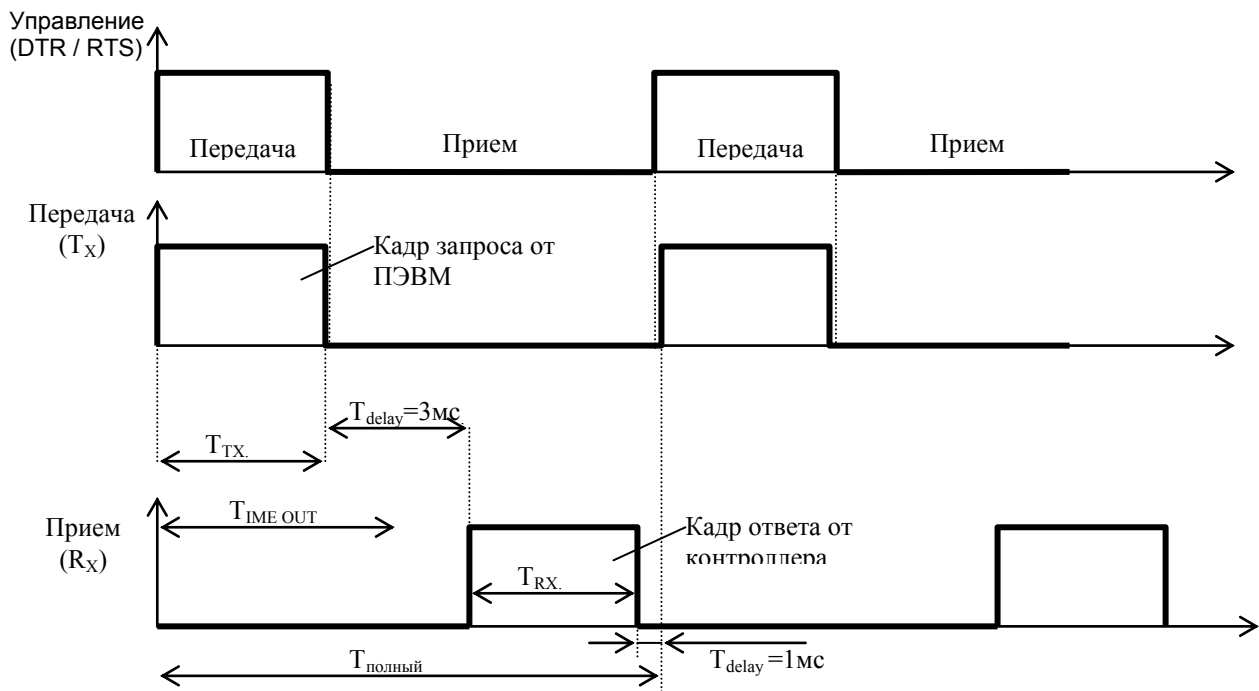 Управление
(DTR / RTS)
Передача
Прием
Передача
Прием
Передача
(TX)
Кадр запроса от
ПЭВМ
Tdelay=3мс
TTX.
Прием
(RX)
TIME OUT
Кадр ответа от
контроллера
TRX.
Tполный
Tdelay =1мс